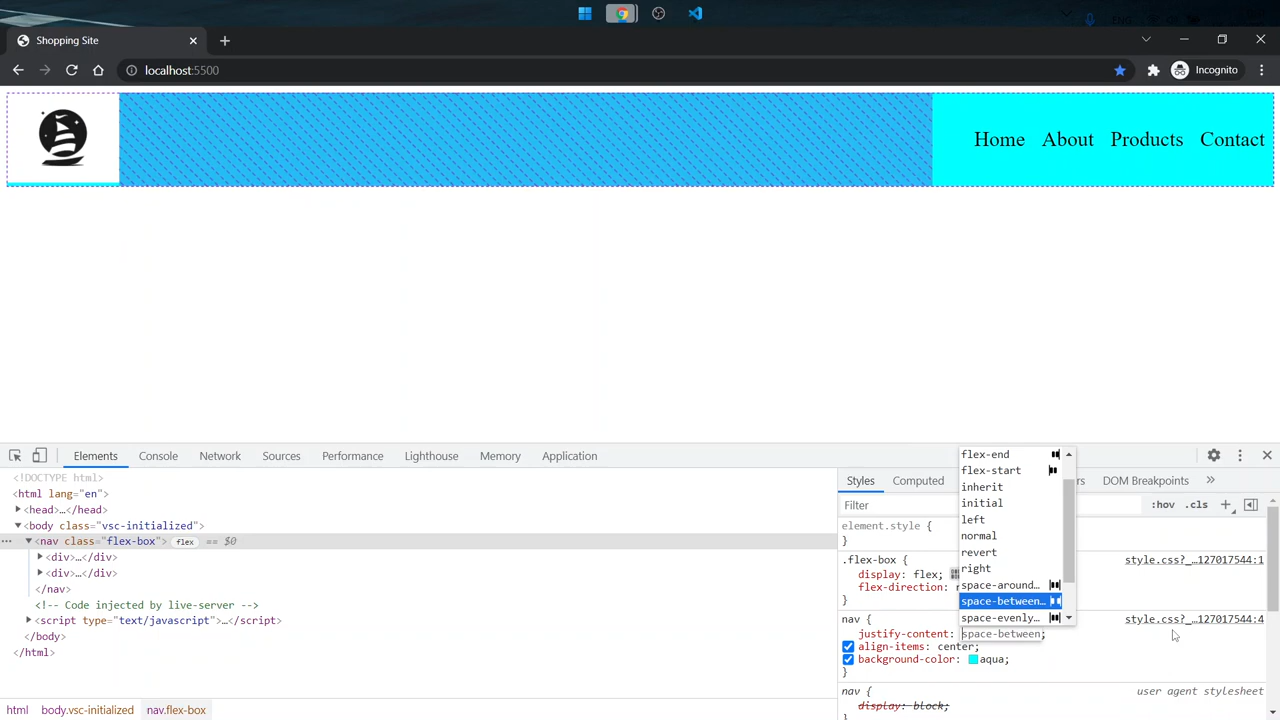 ENG
Shopping Site
localhost:5500
Incognito
Home About Products Contact
Elements Console Network Sources Performance Lighthouse Memory Application
<!DOCTYPE html>
<html lang="en">
<head>…</head>
<body class="vsc-initialized">
<nav class="flex-box"> flex == $0
<div>…</div>
<div>…</div>
</nav>
<!-- Code injected by live-server -->
<script type="text/javascript">…</script>
</body>
</html>
html body.vsc-initialized nav.flex-box
Styles Computed DOM Breakpoints
Filter :hov .cls
element.style {
}
.flex-box { style.css?_…127017544:1
display: flex;
flex-direction:
}
nav { style.css?_…127017544:4
justify-content: space-between;
align-items: center;
background-color: aqua;
}
nav { user agent stylesheet
display: block;
flex-end
flex-start
inherit
initial
left
normal
revert
right
space-around…
space-between…
space-evenly…